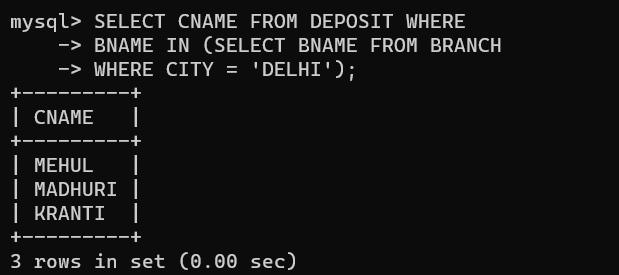 mysql> SELECT CNAME FROM DEPOSIT WHERE
    -> BNAME IN (SELECT BNAME FROM BRANCH
    -> WHERE CITY = 'DELHI');
+---------+
| CNAME   |
+---------+
| MEHUL   |
| MADHURI |
| KRANTI  |
+---------+
3 rows in set (0.00 sec)